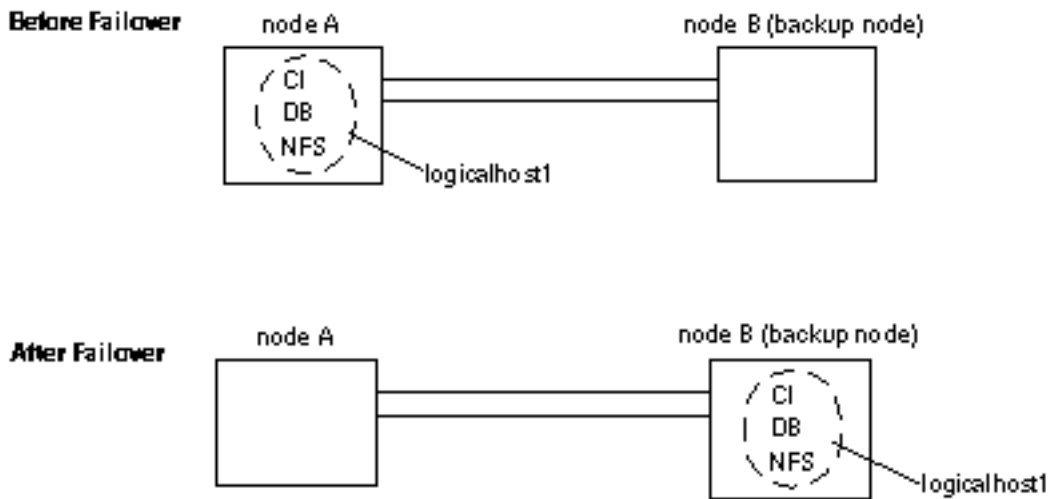 Before Failover
node A
node B (backup node)
CI
DB
NFS
logicalhost1
After Failover
node A
node B (backup node)
CI
DB
NFS
logicalhost1